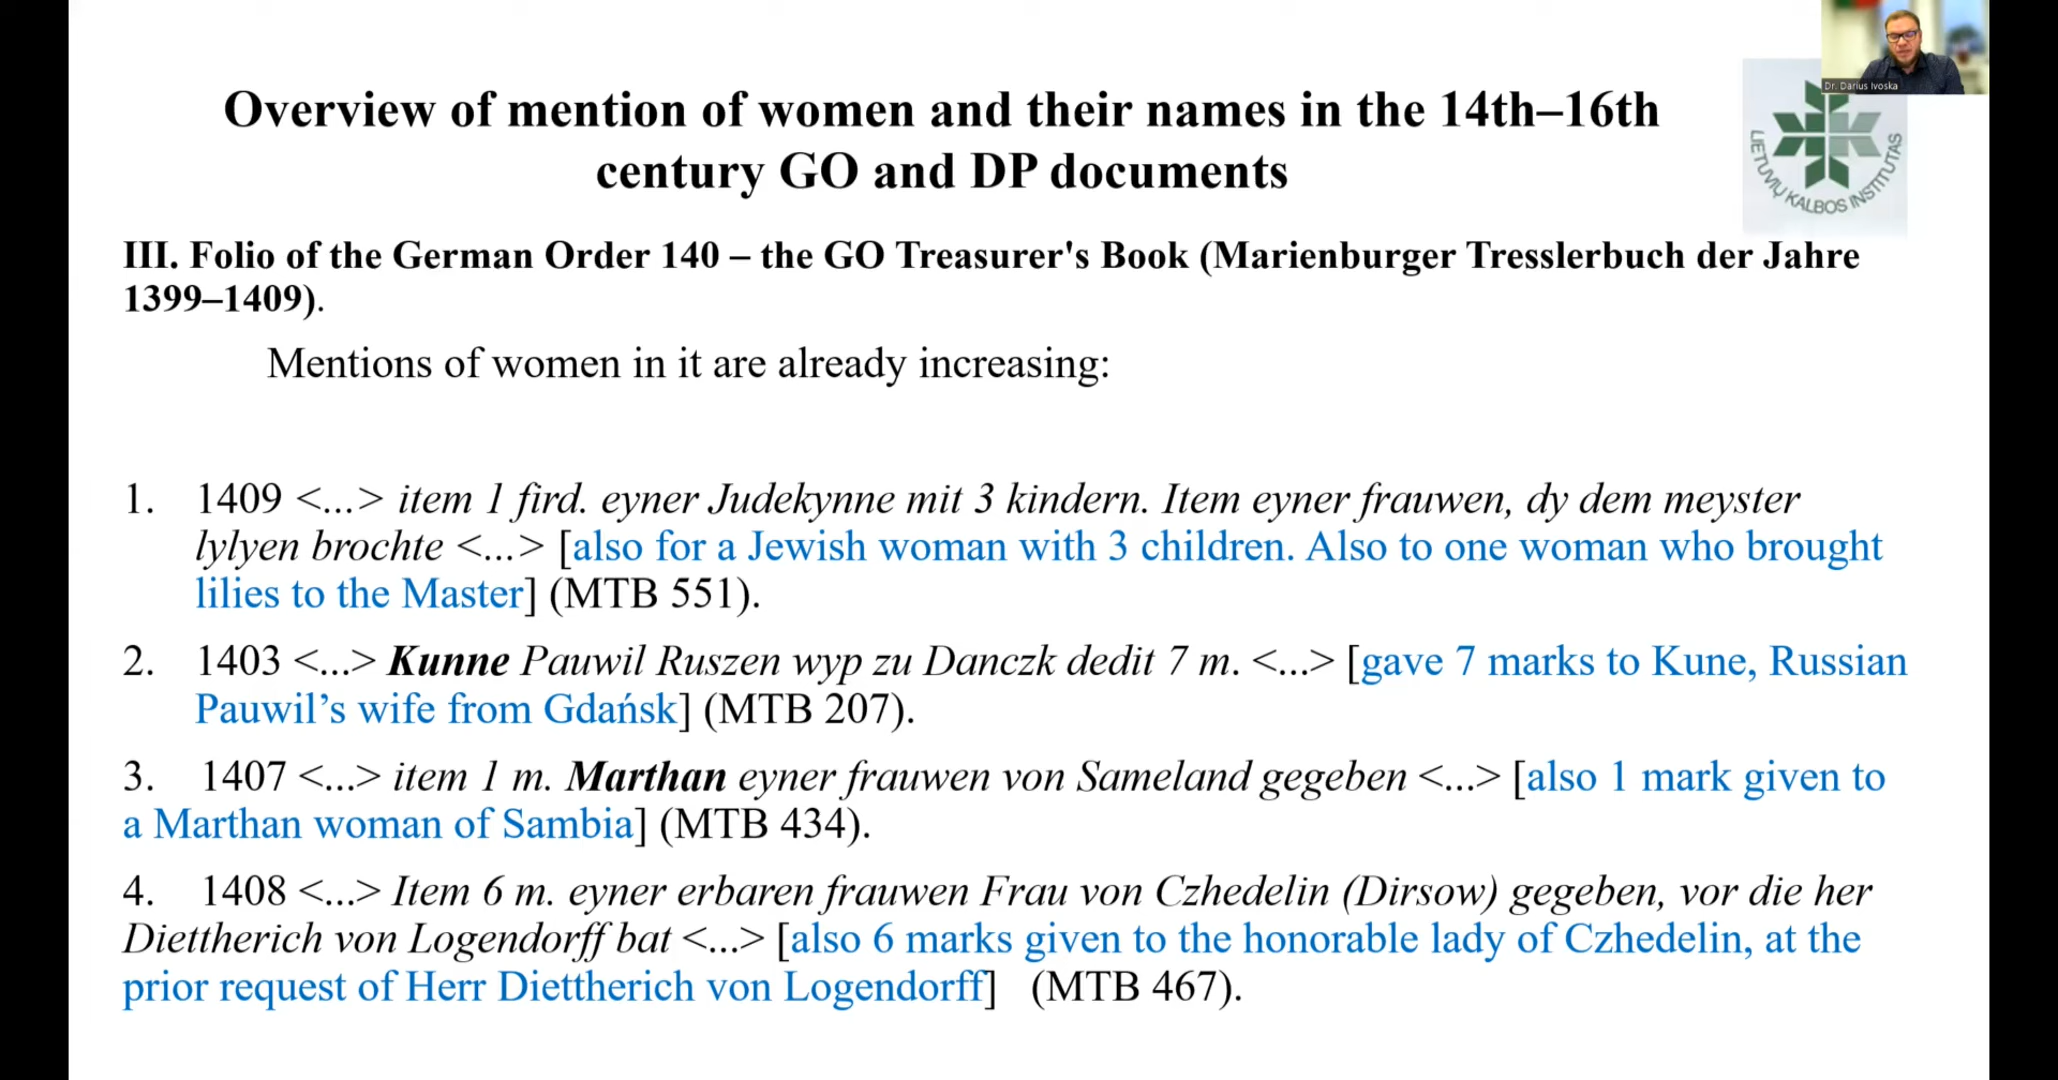 Dr. Darius Ivoska
LIETUVIŲ KALBOS INSTITUTAS
Overview of mention of women and their names in the 14th–16th
century GO and DP documents
III. Folio of the German Order 140 – the GO Treasurer's Book (Marienburger Tresslerbuch der Jahre
1399–1409).
Mentions of women in it are already increasing:
1. 1409 <...> item 1 fird. eyner Judekynne mit 3 kindern. Item eyner frauwen, dy dem meyster
lylyen brochte <...> [also for a Jewish woman with 3 children. Also to one woman who brought
lilies to the Master] (MTB 551).
2. 1403 <...> Kunne Pauwil Ruszen wyp zu Danczk dedit 7 m. <...> [gave 7 marks to Kune, Russian
Pauwil’s wife from Gdańsk] (MTB 207).
3. 1407 <...> item 1 m. Marthan eyner frauwen von Sameland gegeben <...> [also 1 mark given to
a Marthan woman of Sambia] (MTB 434).
4. 1408 <...> Item 6 m. eyner erbaren frauwen Frau von Czhedelin (Dirsow) gegeben, vor die her
Diettherich von Logendorff bat <...> [also 6 marks given to the honorable lady of Czhedelin, at the
prior request of Herr Diettherich von Logendorff] (MTB 467).